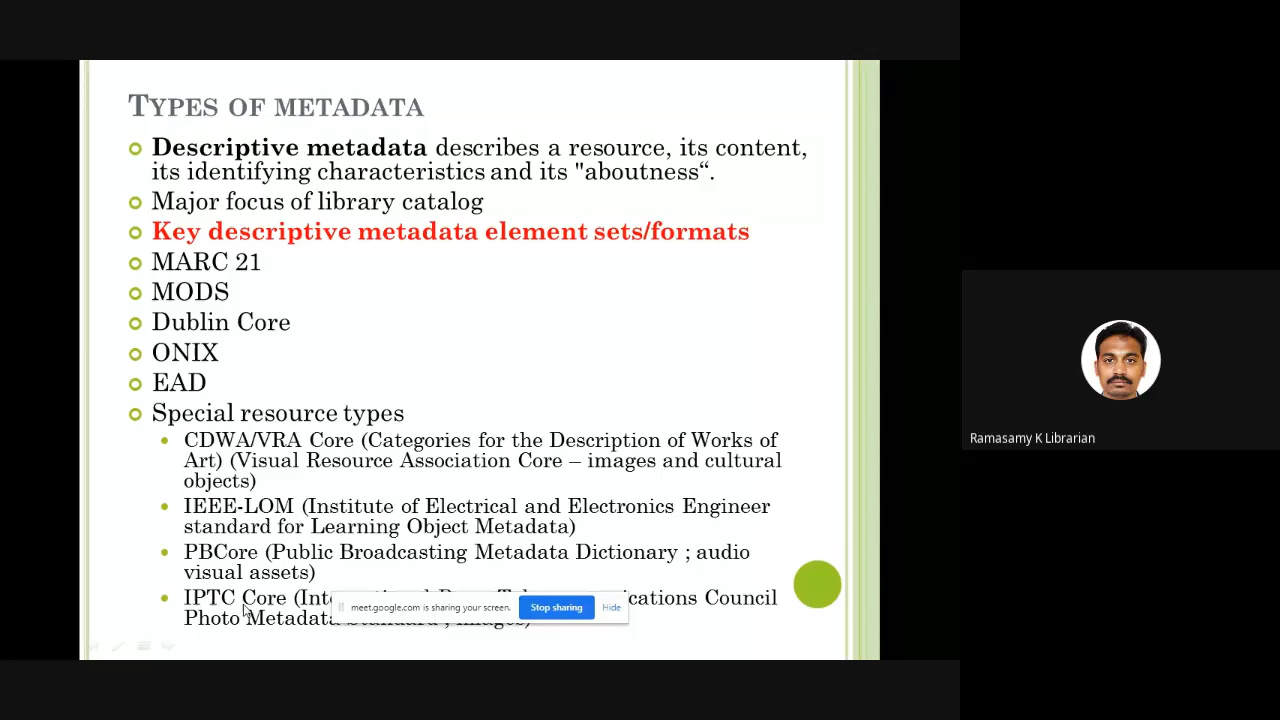 TYPES OF METADATA
Descriptive metadata describes a resource, its content,
its identifying characteristics and its "aboutness“.
Major focus of library catalog
Key descriptive metadata element sets/formats
MARC 21
MODS
Dublin Core
ONIX
EAD
Special resource types
CDWA/VRA Core (Categories for the Description of Works of
Art) (Visual Resource Association Core – images and cultural
objects)
IEEE-LOM (Institute of Electrical and Electronics Engineer
standard for Learning Object Metadata)
PBCore (Public Broadcasting Metadata Dictionary ; audio
visual assets)
IPTC Core Council
Photo Metadata
meet.google.com is sharing your screen. Stop sharing Hide
Ramasamy K Librarian